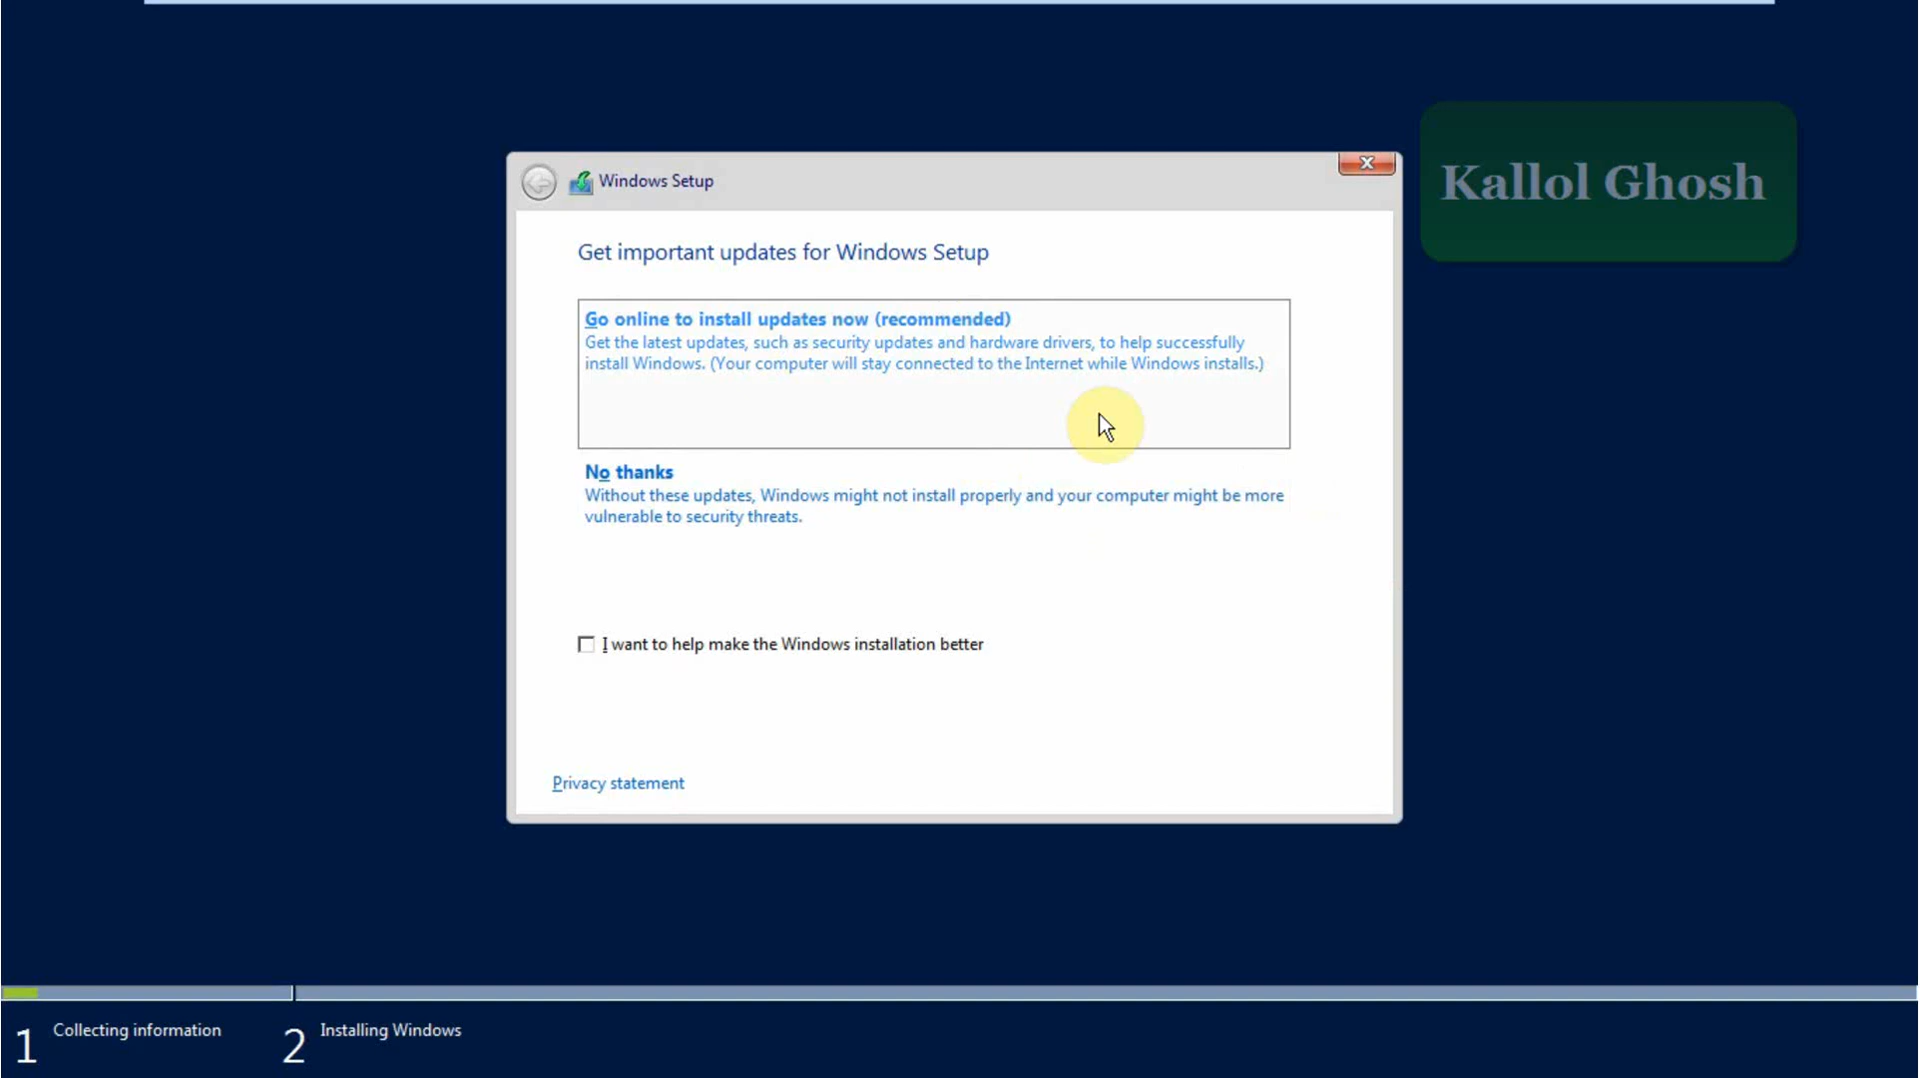 Kallol Ghosh
Windows Setup
Get important updates for Windows Setup
Go online to install updates now (recommended)
Get the latest updates, such as security updates and hardware drivers, to help successfully
install Windows. (Your computer will stay connected to the Internet while Windows installs.)
No thanks
Without these updates, Windows might not install properly and your computer might be more
vulnerable to security threats.
I want to help make the Windows installation better
Privacy statement
1 Collecting information
2 Installing Windows